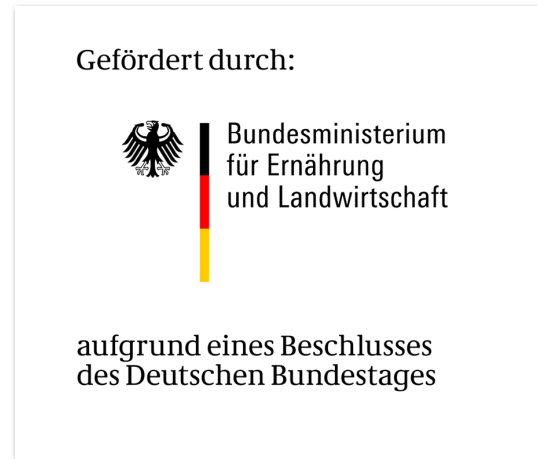 Gefördert durch:
Bundesministerium
für Ernährung
und Landwirtschaft
aufgrund eines Beschlusses
des Deutschen Bundestages